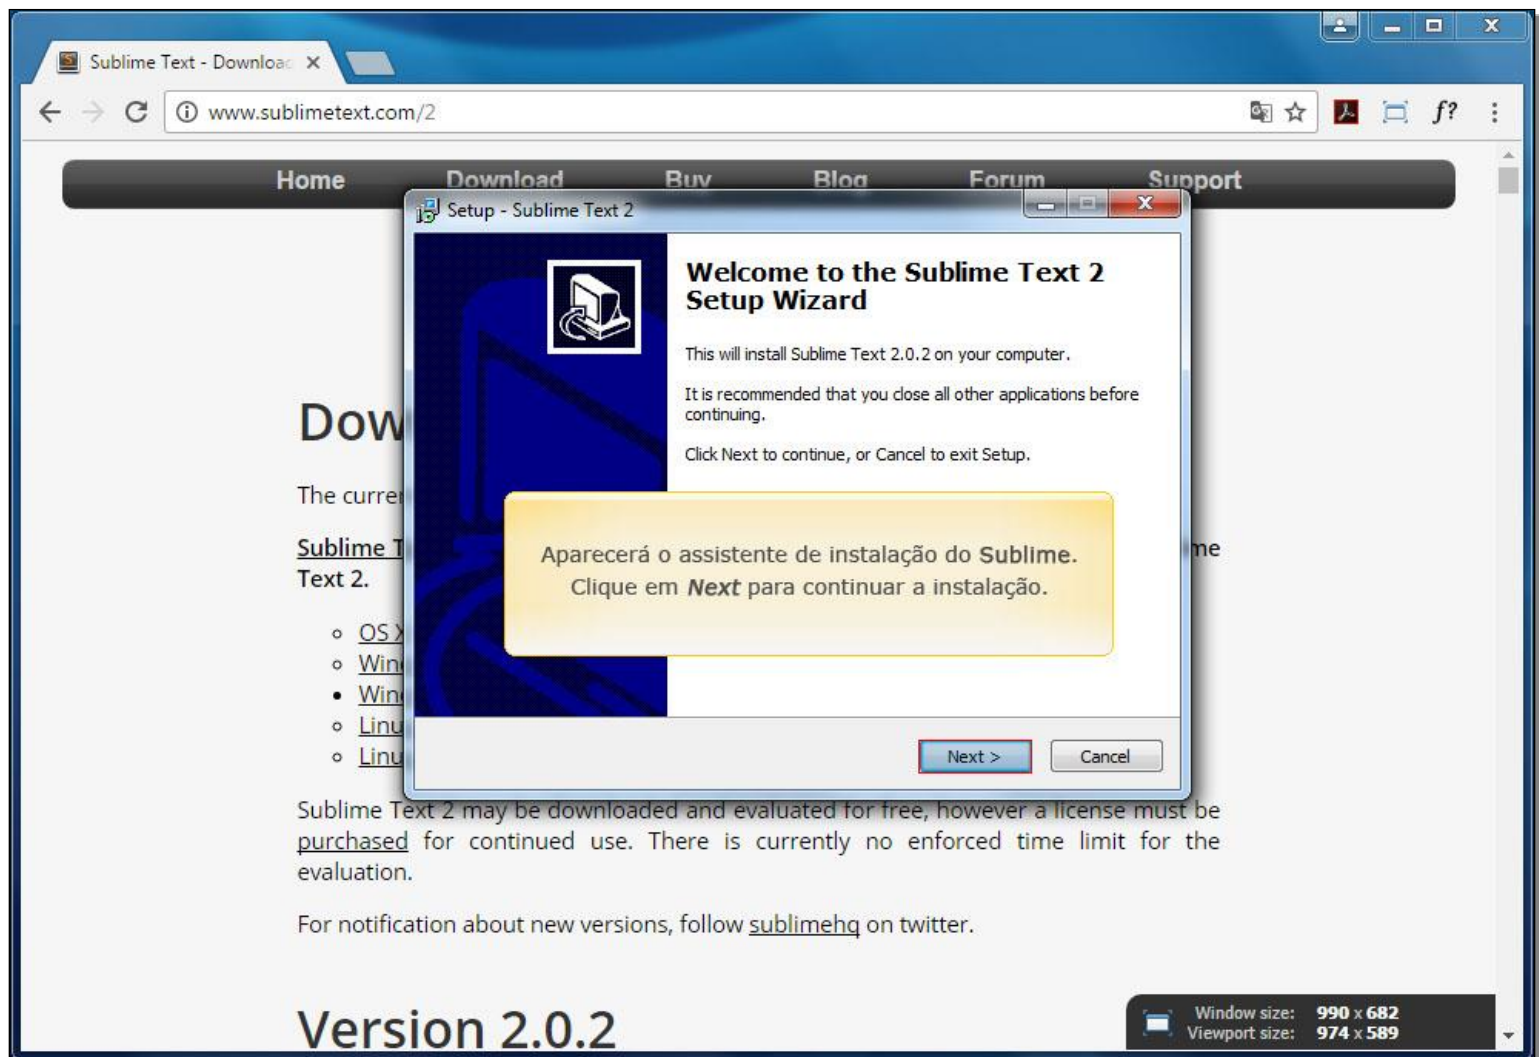 Sublime Text - Downloa
www.sublimetext.com/2
f?
Home Download Buy Blog Forum Support
Setup - Sublime Text 2
Welcome to the Sublime Text 2
Setup Wizard
This will install Sublime Text 2.0.2 on your computer.
It is recommended that you close all other applications before
continuing.
Click Next to continue, or Cancel to exit Setup.
Aparecerá o assistente de instalação do Sublime.
Clique em Next para continuar a instalação.
Next > Cancel
Dow
The curre
Sublime T me
Text 2.
OS X
Win
Win
Linu
Linu
Sublime Text 2 may be downloaded and evaluated for free, however a license must be
purchased for continued use. There is currently no enforced time limit for the
evaluation.
For notification about new versions, follow sublimehq on twitter.
Version 2.0.2
Window size: 990 x 682
Viewport size: 974 x 589